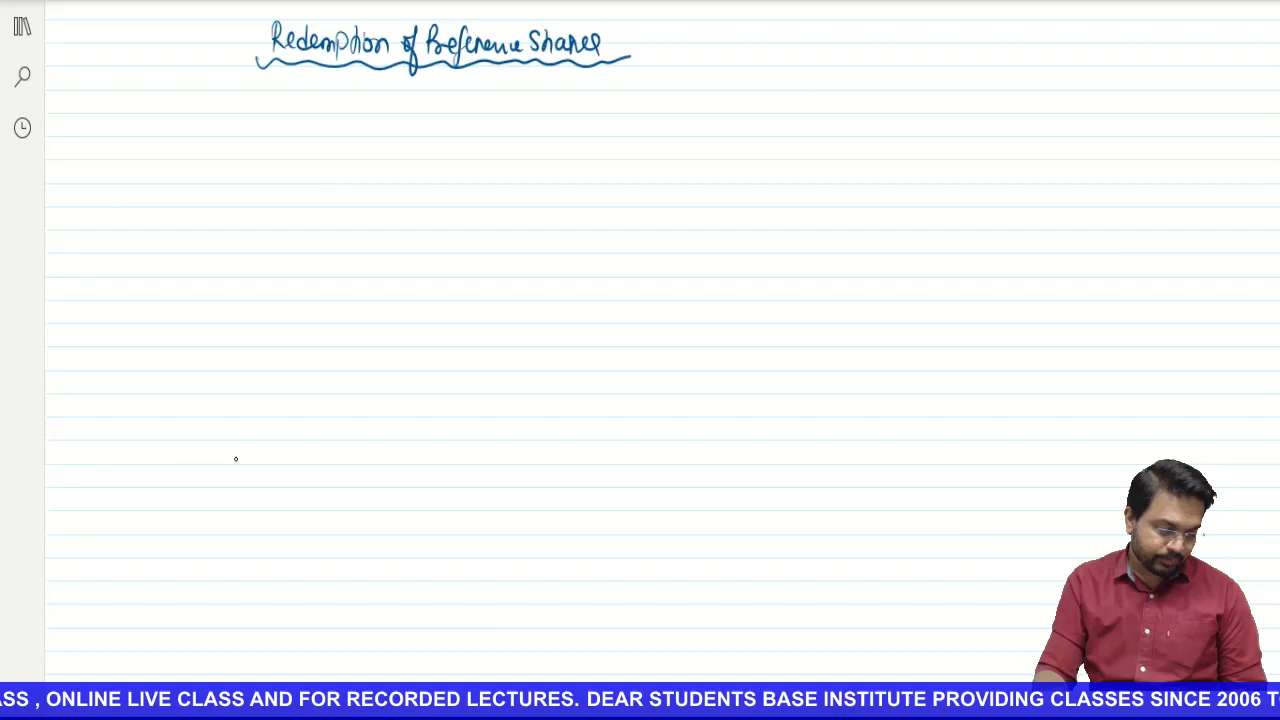 Redemption of Preference Shares
ASS , ONLINE LIVE CLASS AND FOR RECORDED LECTURES. DEAR STUDENTS BASE INSTITUTE PROVIDING CLASSES SINCE 2006 T